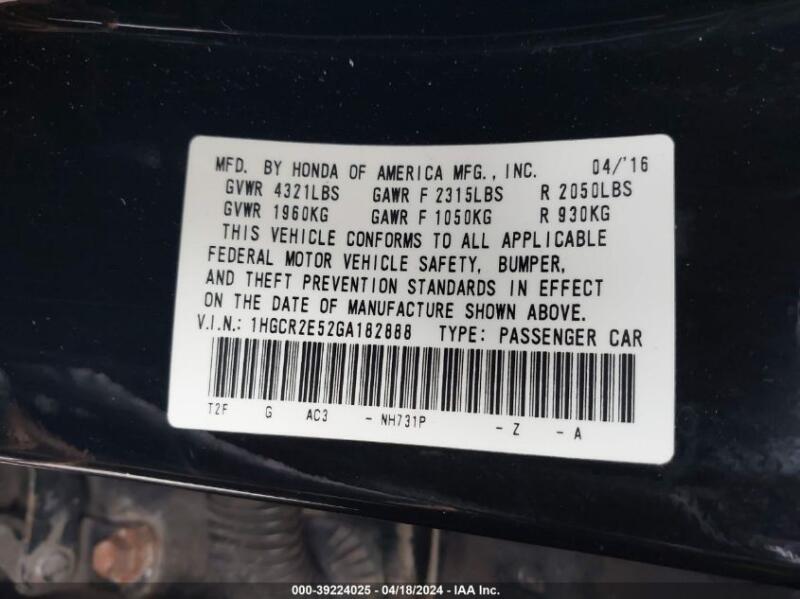 MFD. BY HONDA OF AMERICA MFG., INC. 04/'16
GVWR 4321LBS GAWR F 2315LBS R 2050LBS
GVWR 1960KG GAWR F 1050KG R 930KG
THIS VEHICLE CONFORMS TO ALL APPLICABLE
FEDERAL MOTOR VEHICLE SAFETY, BUMPER,
AND THEFT PREVENTION STANDARDS IN EFFECT
ON THE DATE OF MANUFACTURE SHOWN ABOVE.
V.I.N.: 1HGCR2E52GA182888 TYPE: PASSENGER CAR
T2F G AC3 - NH731P - Z - A
000-39224025 - 04/18/2024 - IAA Inc.